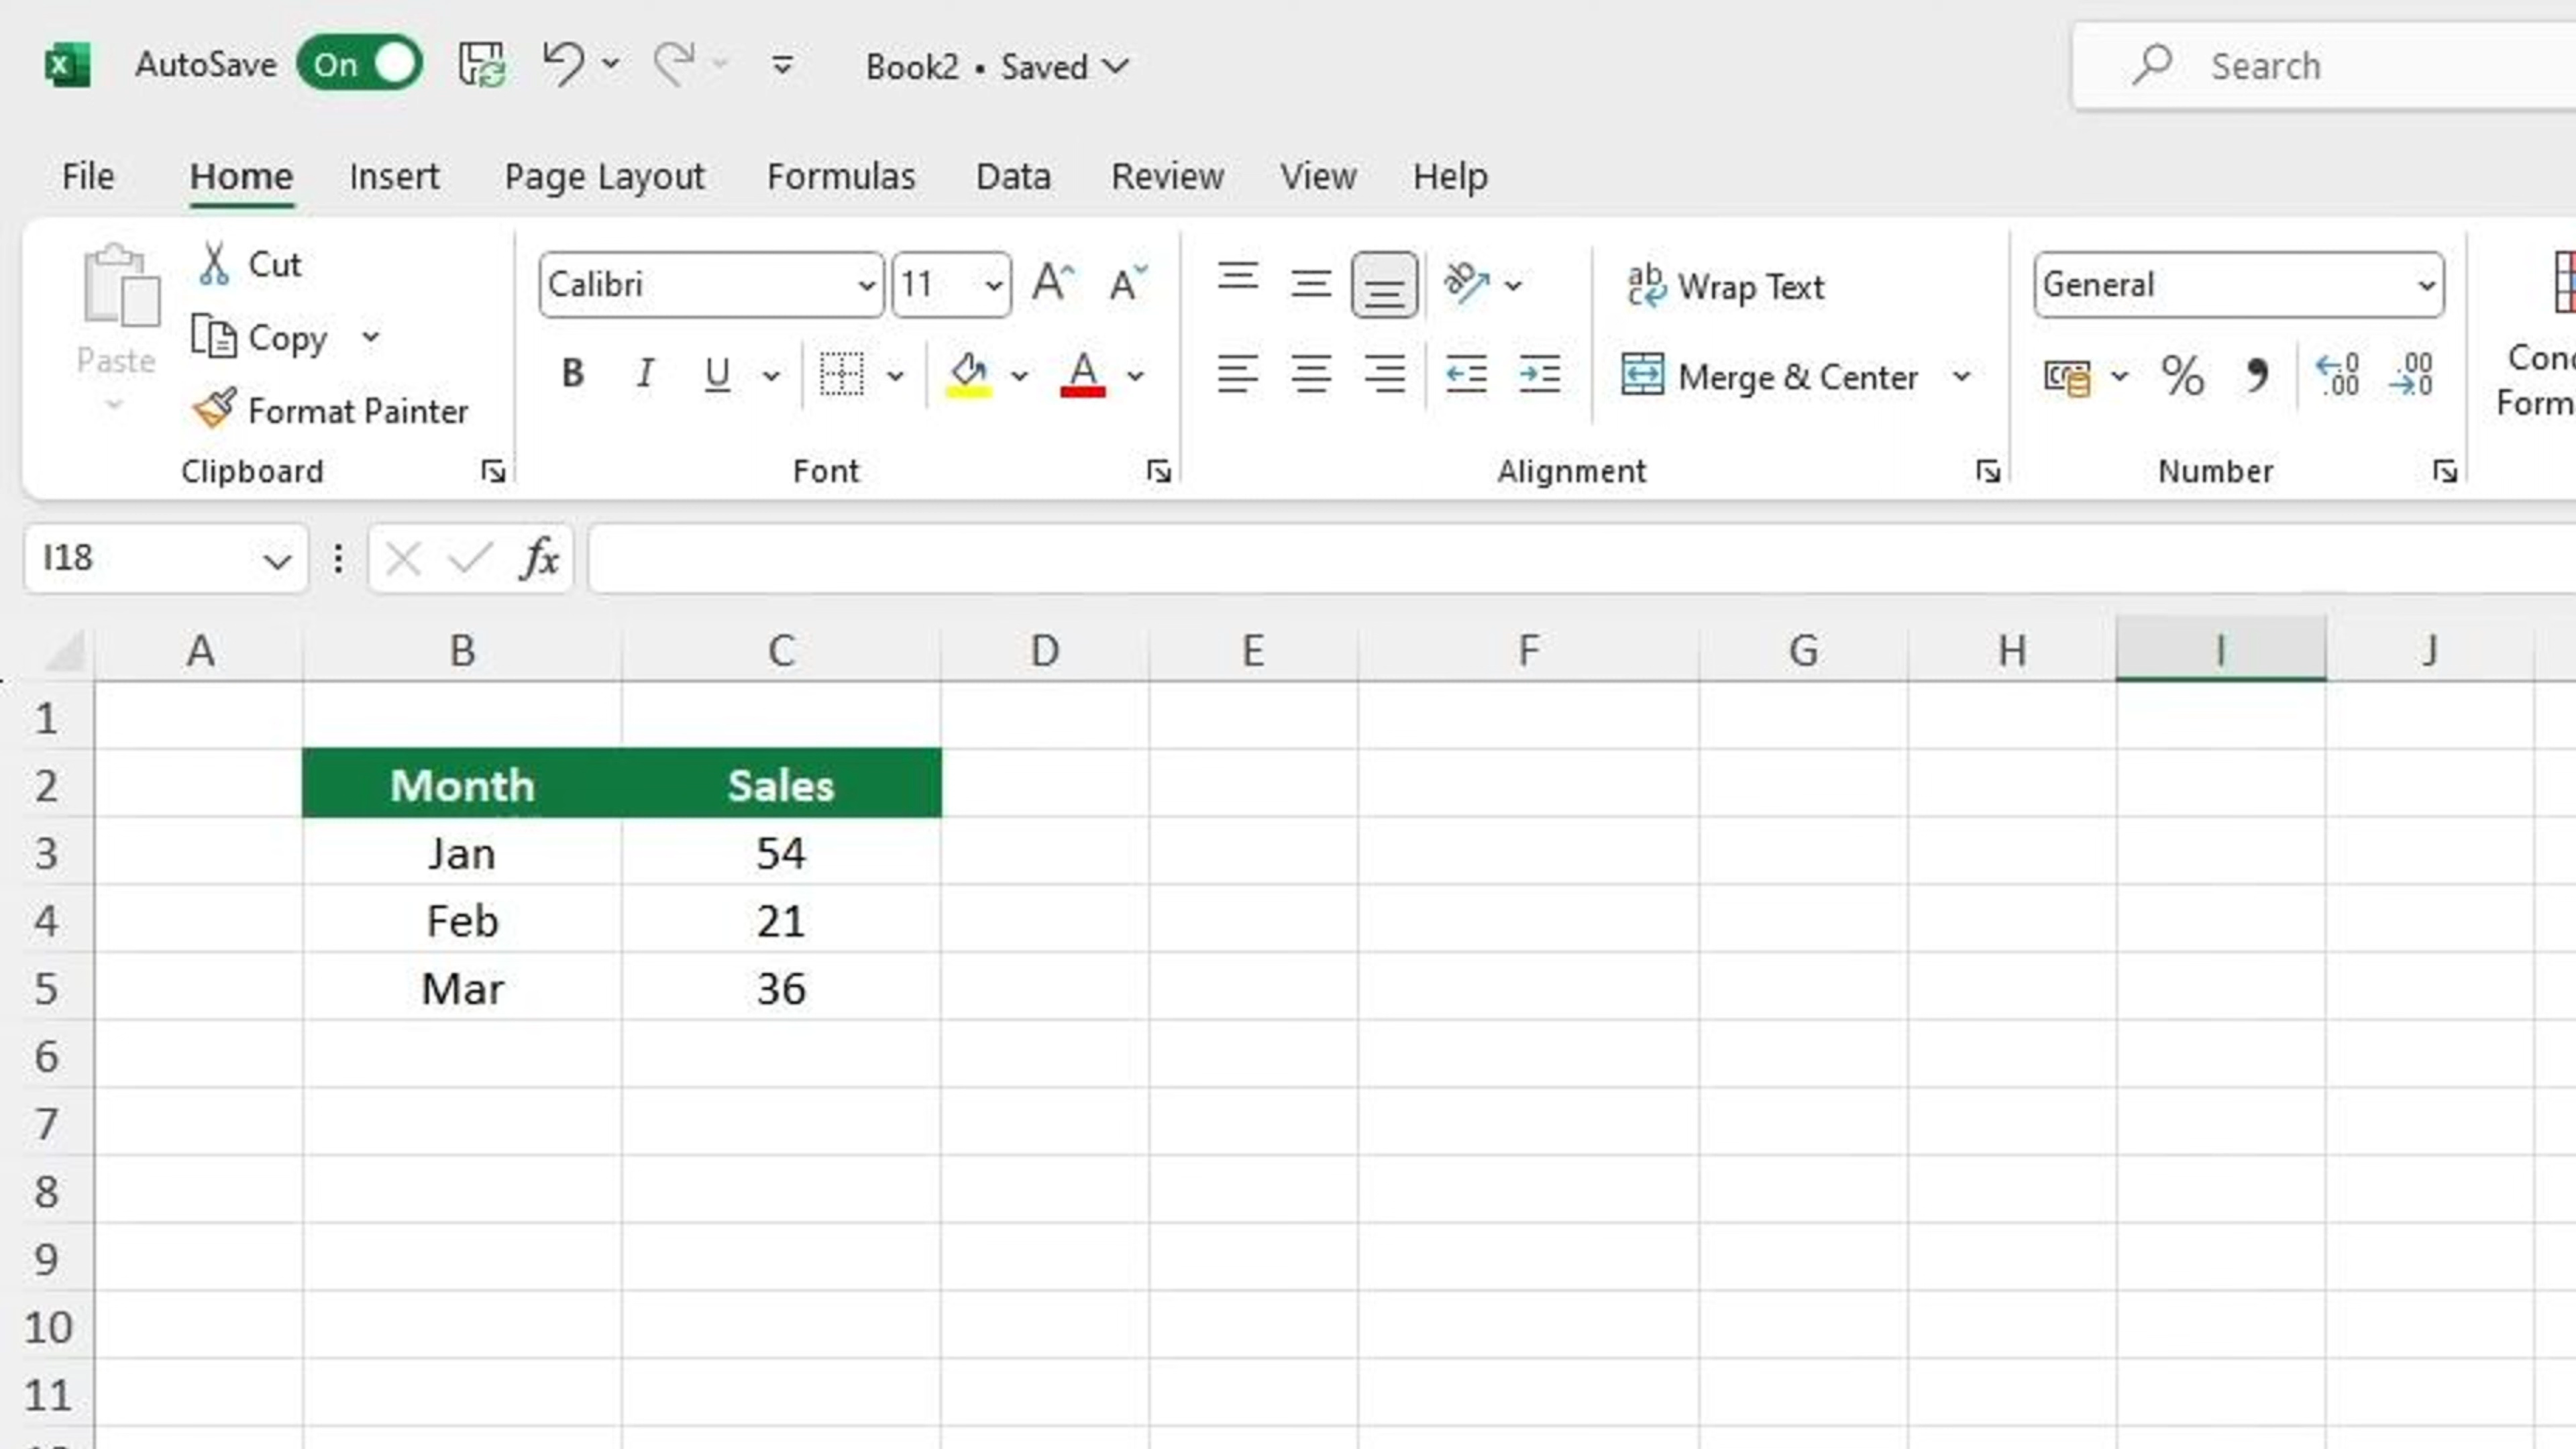 AutoSave On Book2 • Saved Search
File Home Insert Page Layout Formulas Data Review View Help
Paste
Cut
Copy
Format Painter
Clipboard
Calibri 11
B I U
Font
Wrap Text
Merge & Center
Alignment
General
% 
Number
I18 fx
A B C D E F G H I J
1
2 Month Sales
3 Jan 54
4 Feb 21
5 Mar 36
6
7
8
9
10
11